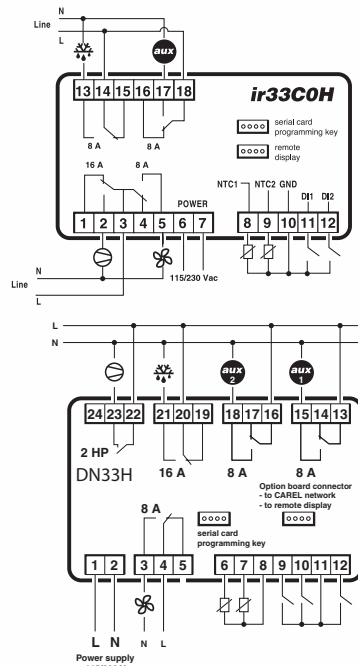 N
Line
L
aux
13 14 15 16 17 18
ir33C0H
serial card
programming key
remote
display
8 A 8 A
16 A 8 A
NTC1 NTC2 GND DI1 DI2
POWER
1 2 3 4 5 6 7 8 9 10 11 12
N
Line
L
115/230 Vac
L
N
aux
2
aux
1
24 23 22 21 20 19 18 17 16 15 14 13
2 HP
DN33H
16 A 8 A 8 A
Option board connector
- to CAREL network
- to remote display
8 A
serial card
programming key
1 2 3 4 5 6 7 8 9 10 11 12
L N N L
Power supply